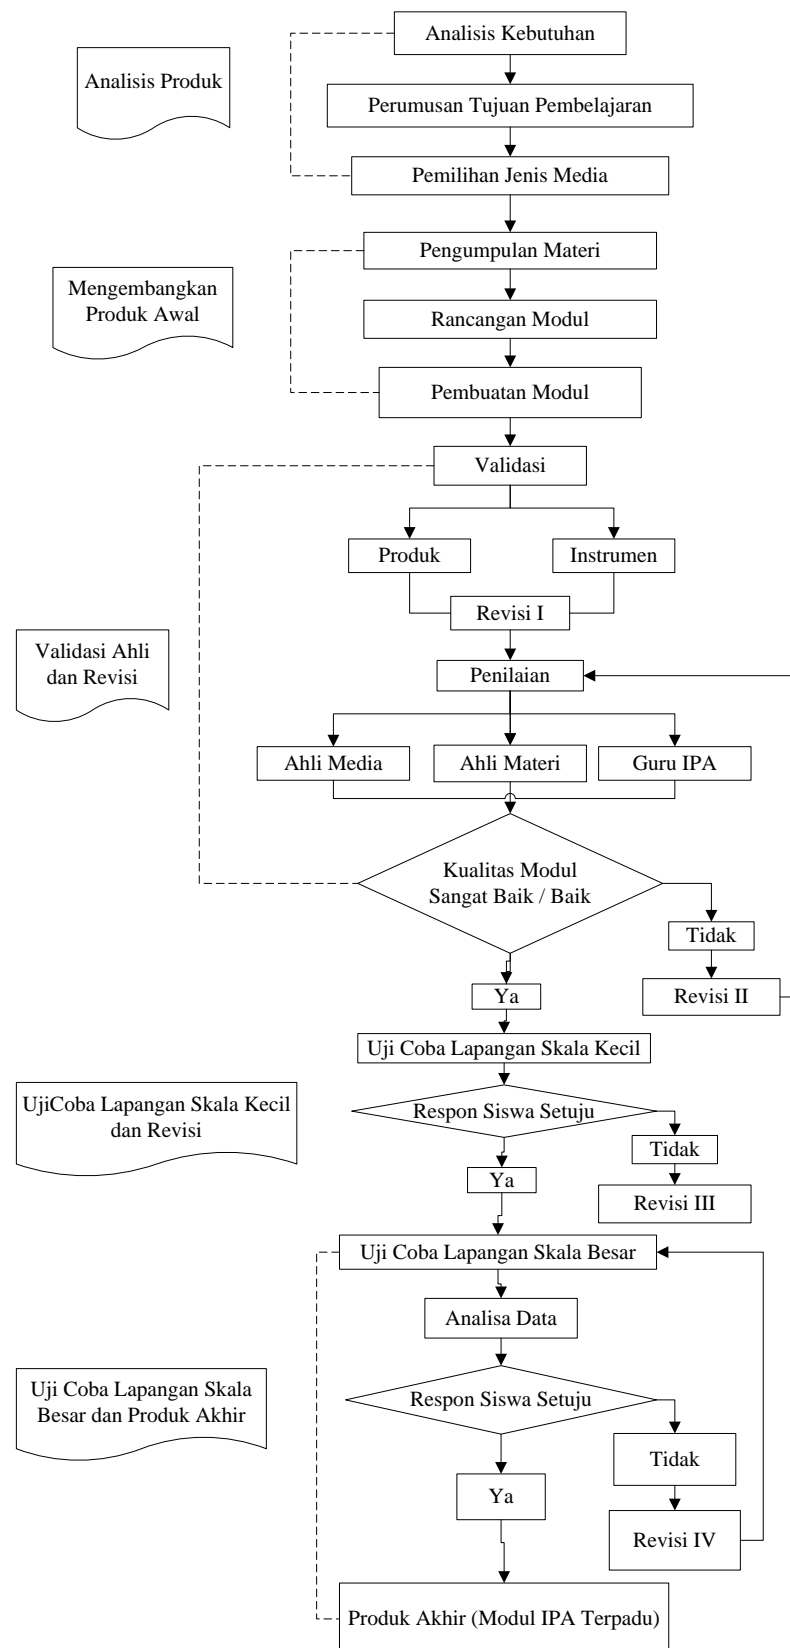 Analisis Kebutuhan
Analisis Produk
Perumusan Tujuan Pembelajaran
Pemilihan Jenis Media
Pengumpulan Materi
Mengembangkan
Produk Awal
Rancangan Modul
Pembuatan Modul
Validasi
Produk
Instrumen
Revisi I
Validasi Ahli
dan Revisi
Penilaian
Ahli Media
Ahli Materi
Guru IPA
Kualitas Modul
Sangat Baik / Baik
Tidak
Ya
Revisi II
Uji Coba Lapangan Skala Kecil
UjiCoba Lapangan Skala Kecil
dan Revisi
Respon Siswa Setuju
Tidak
Ya
Revisi III
Uji Coba Lapangan Skala Besar
Analisa Data
Uji Coba Lapangan Skala
Besar dan Produk Akhir
Respon Siswa Setuju
Tidak
Ya
Revisi IV
Produk Akhir (Modul IPA Terpadu)